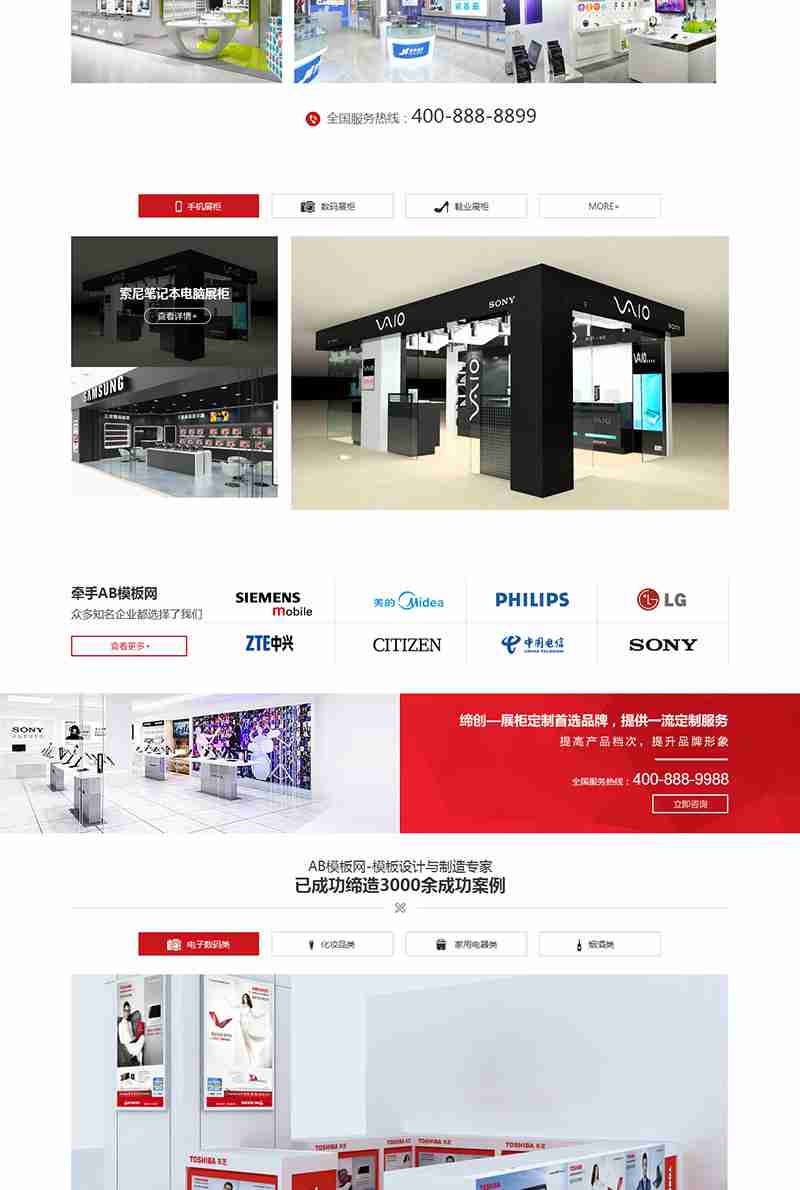 全国服务热线：400-888-8899
手机展柜
数码展柜
鞋业展柜
MORE+
索尼笔记本电脑展柜
查看详情+
SAMSUNG
VAIO
SONY
VAIO
SONY
VAIO
VAIO
VAIO
牵手AB模板网
众多知名企业都选择了我们
查看更多+
SIEMENS
mobile
美的 Midea
PHILIPS
LG
ZTE中兴
CITIZEN
中国电信
CHINA TELECOM
SONY
SONY
缔创—展柜定制首选品牌，提供一流定制服务
提高产品档次，提升品牌形象
全国服务热线：400-888-9988
立即咨询
AB模板网-模板设计与制造专家
已成功缔造3000余成功案例
电子数码类
化妆品类
家用电器类
烟酒类
TOSHIBA 东芝
TOSHIBA 东芝
TOSHIBA 东芝
TOSHIBA 东芝
TOSHIBA 东芝
TOSHIBA